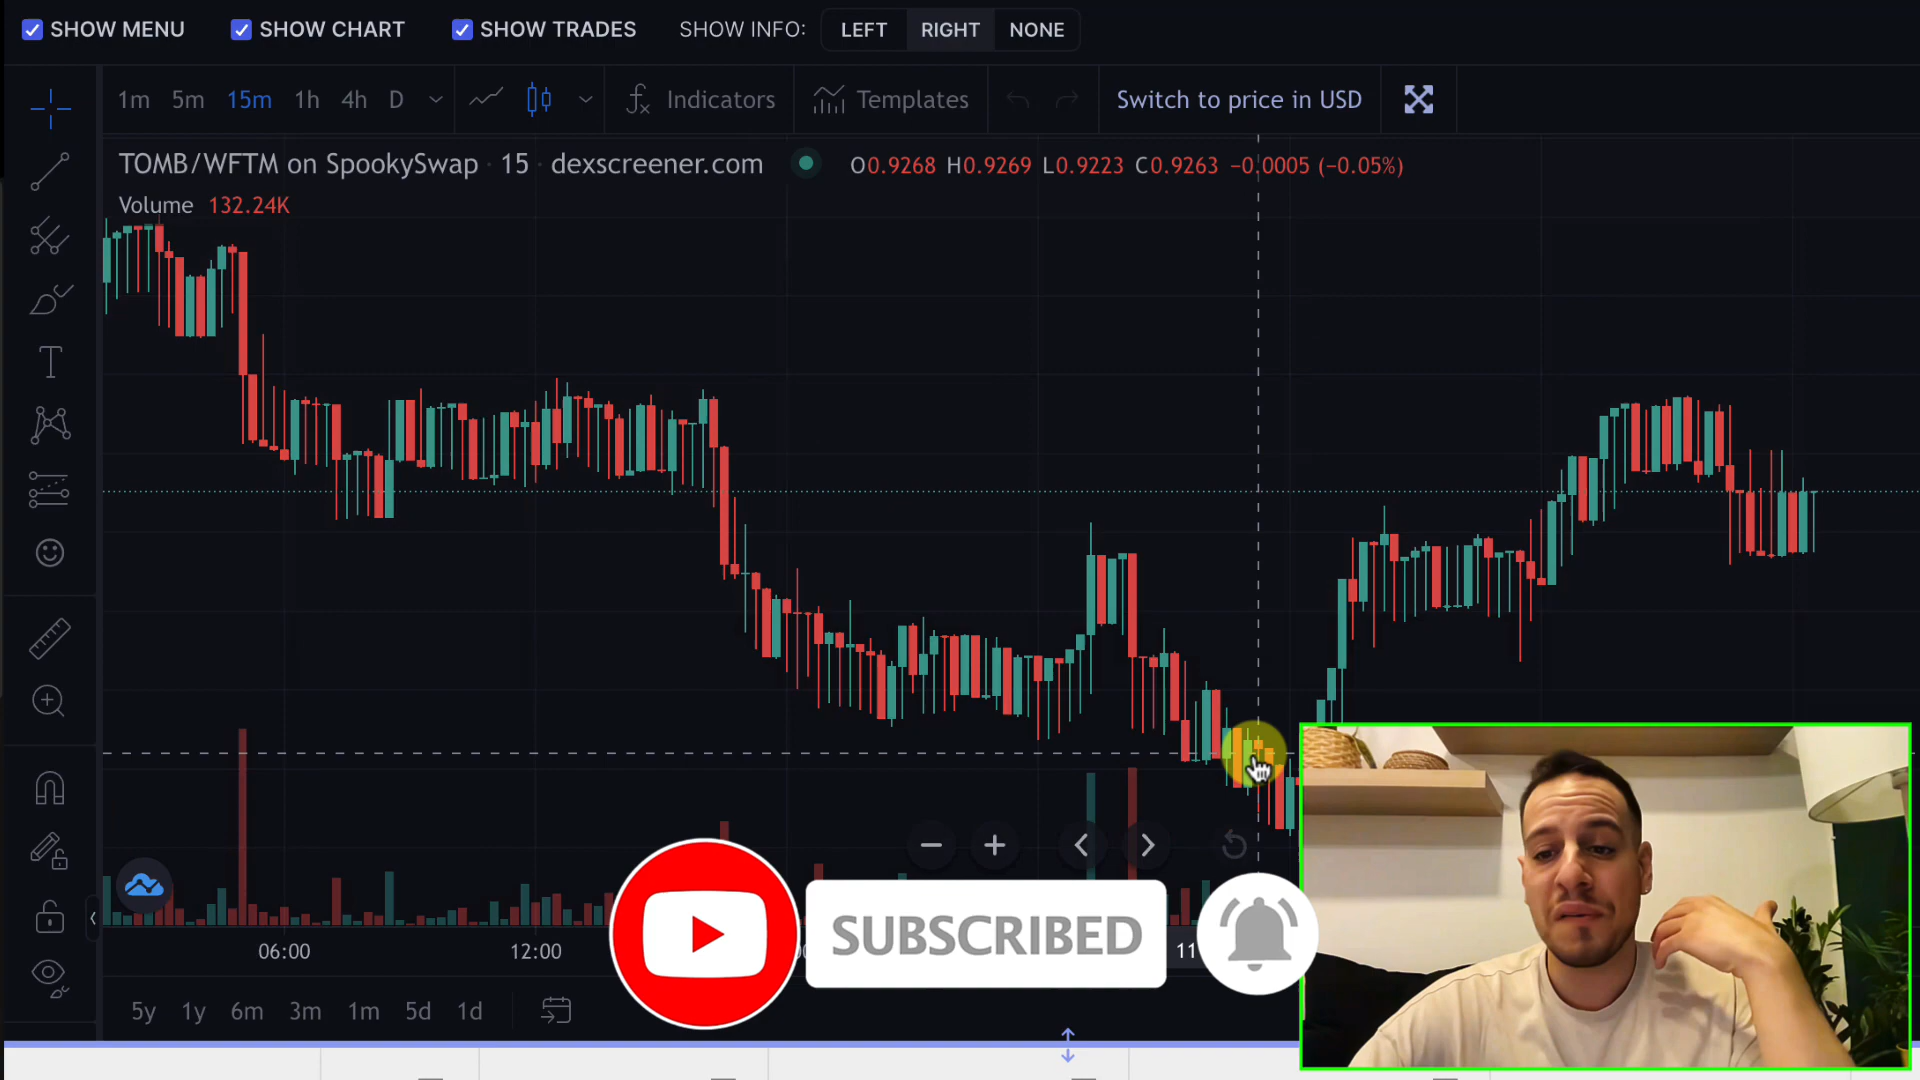 SHOW MENU SHOW CHART SHOW TRADES SHOW INFO: LEFT RIGHT NONE
1m 5m 15m 1h 4h D Indicators Templates Switch to price in USD
TOMB/WFTM on SpookySwap · 15 · dexscreener.com O0.9268 H0.9269 L0.9223 C0.9263 −0.0005 (−0.05%)
Volume 132.24K
SUBSCRIBED
06:00 12:00 11
5y 1y 6m 3m 1m 5d 1d